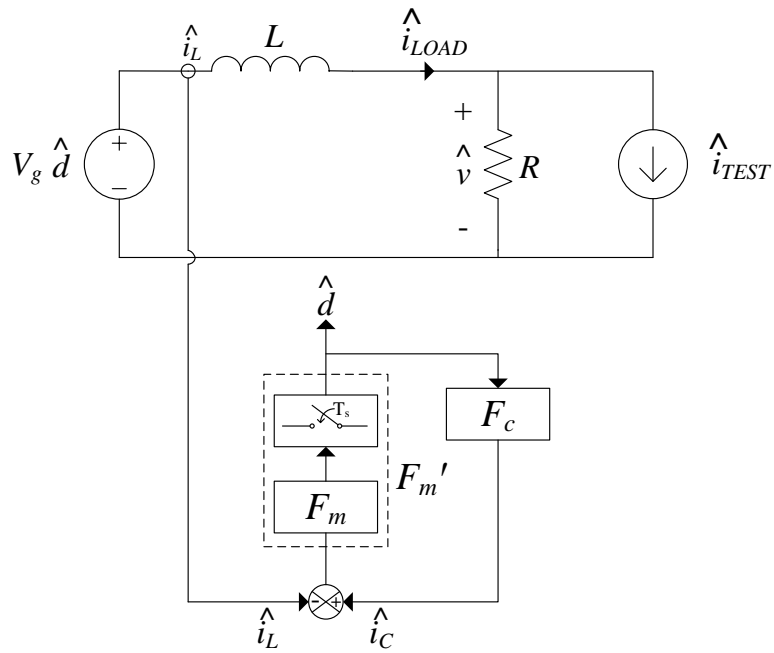 î_L L î_LOAD
V_g d̂ + − + v̂ - R î_TEST
d̂
T_s
F_c
F_m'
F_m
- +
î_L î_C